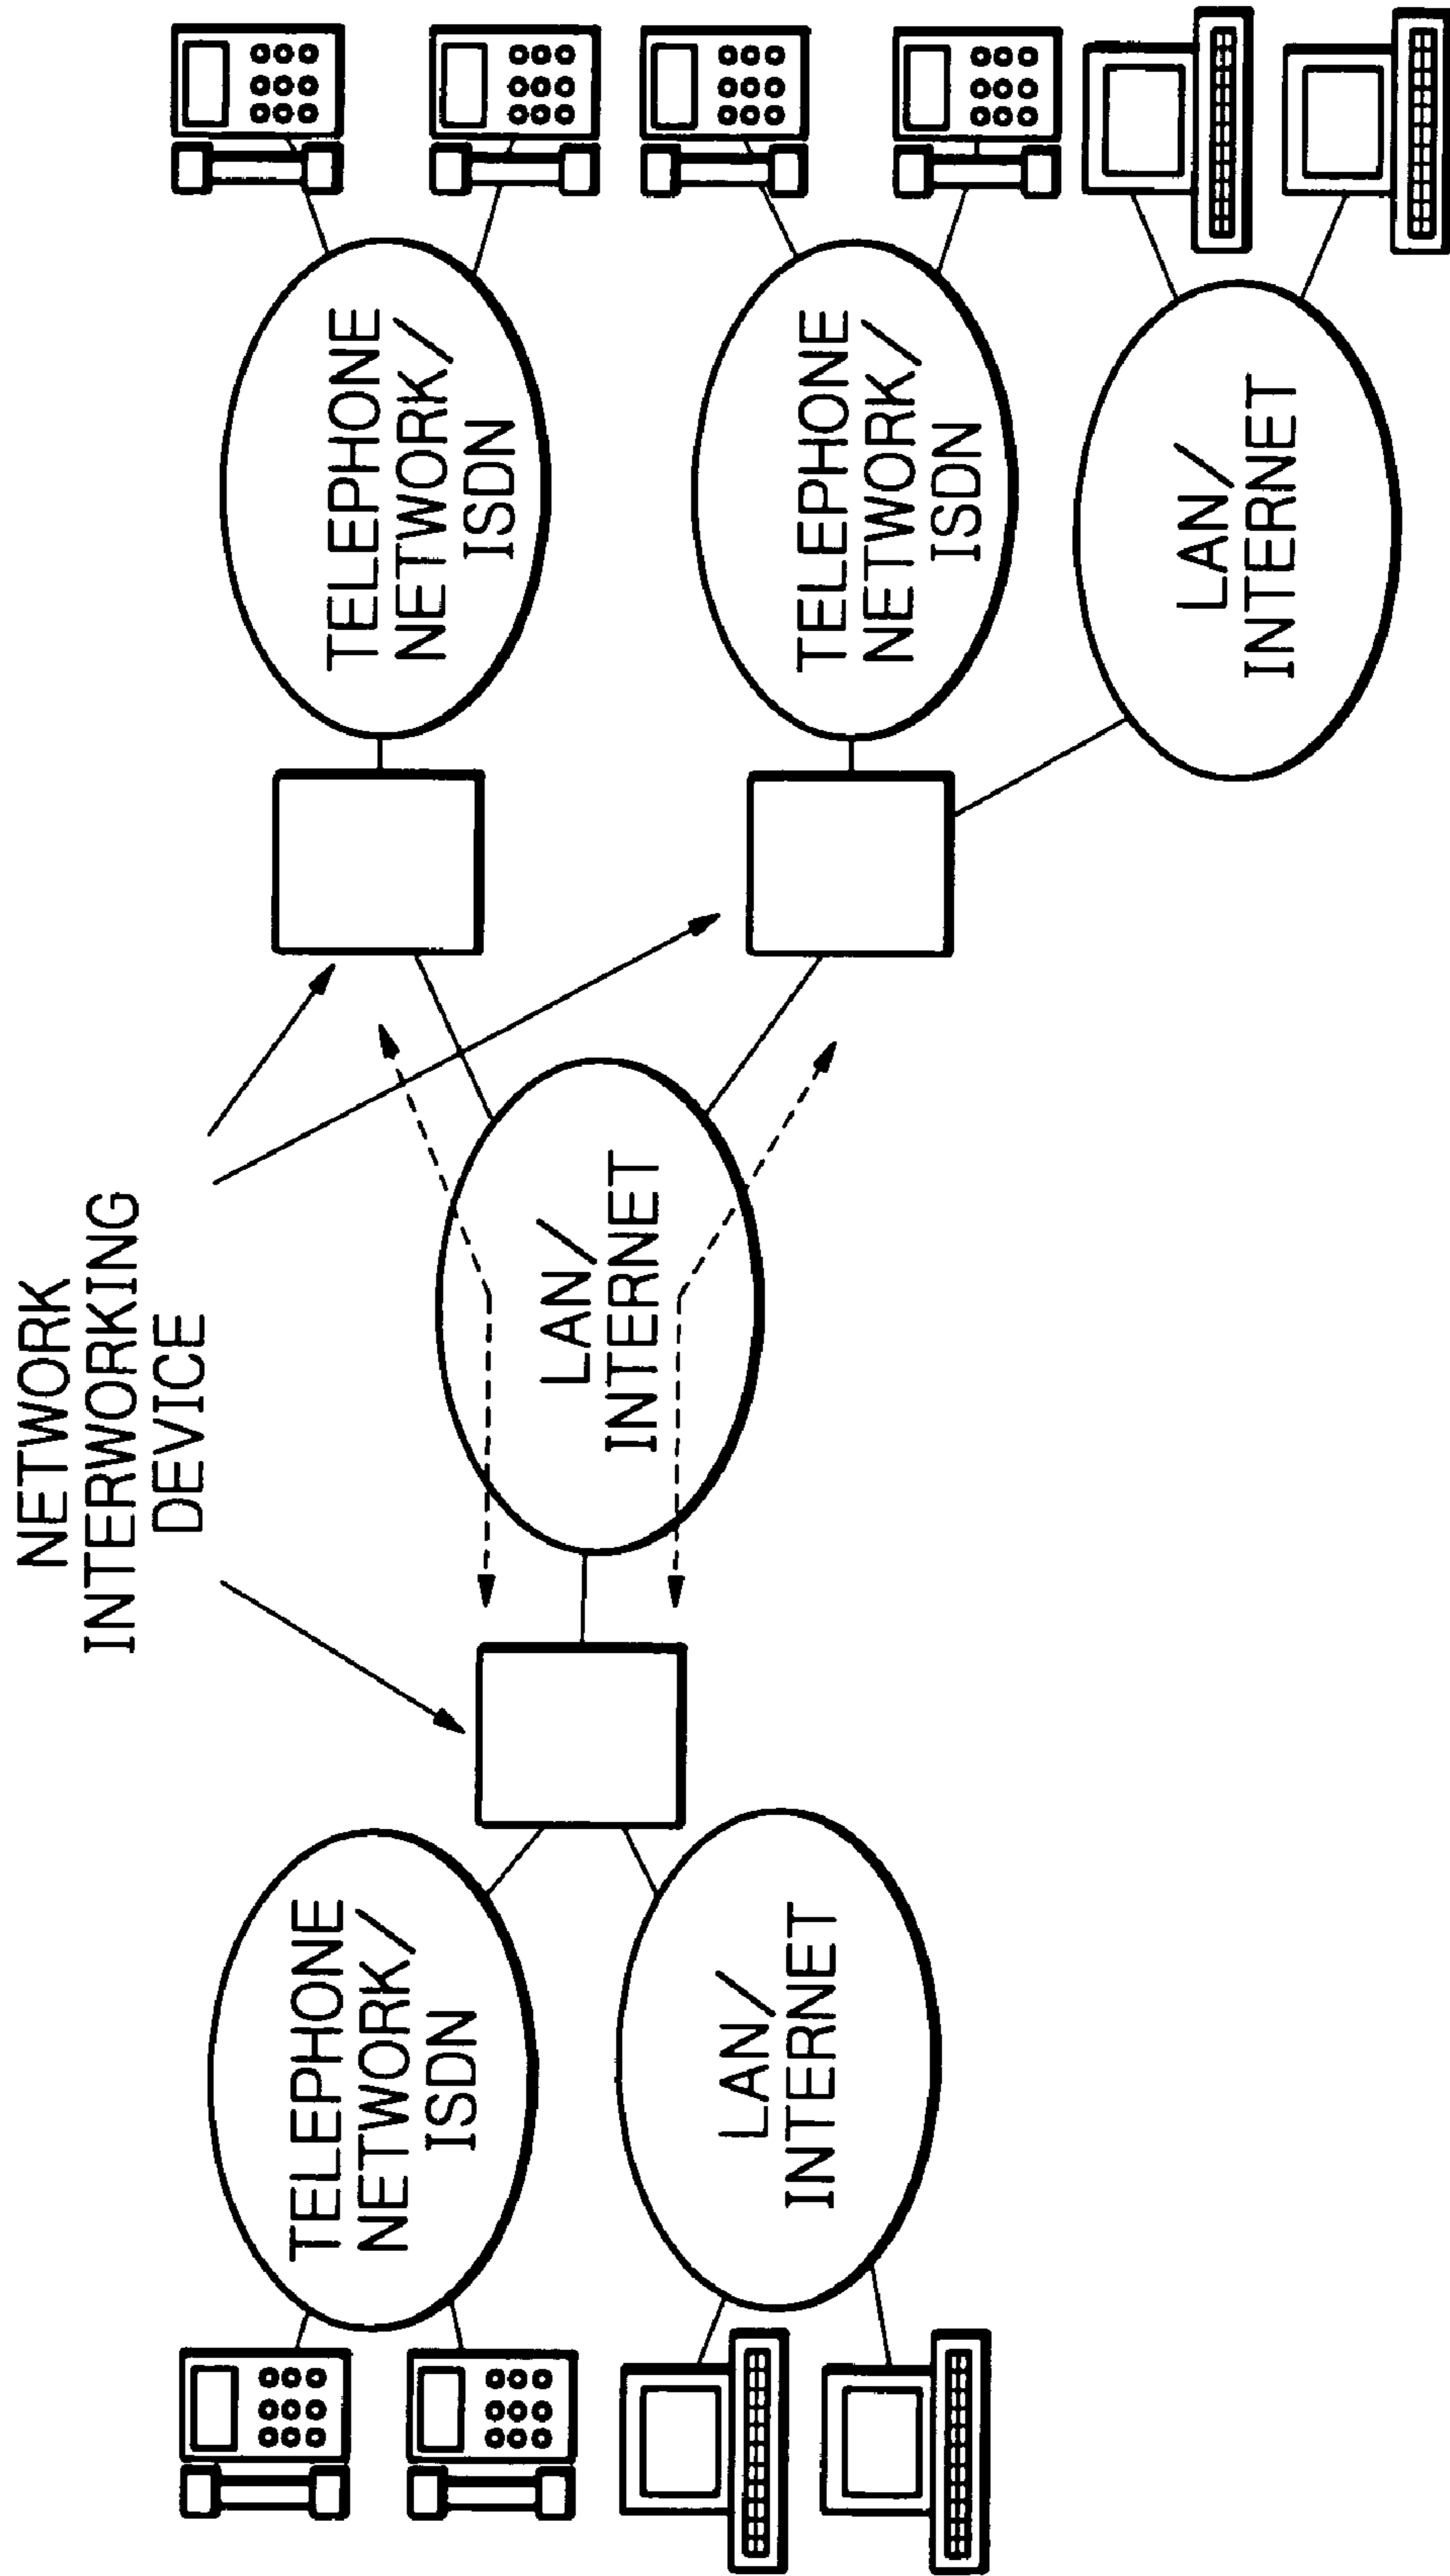 NETWORK
INTERWORKING
DEVICE
TELEPHONE
NETWORK/
ISDN
LAN/
INTERNET
LAN/
INTERNET
TELEPHONE
NETWORK/
ISDN
TELEPHONE
NETWORK/
ISDN
LAN/
INTERNET